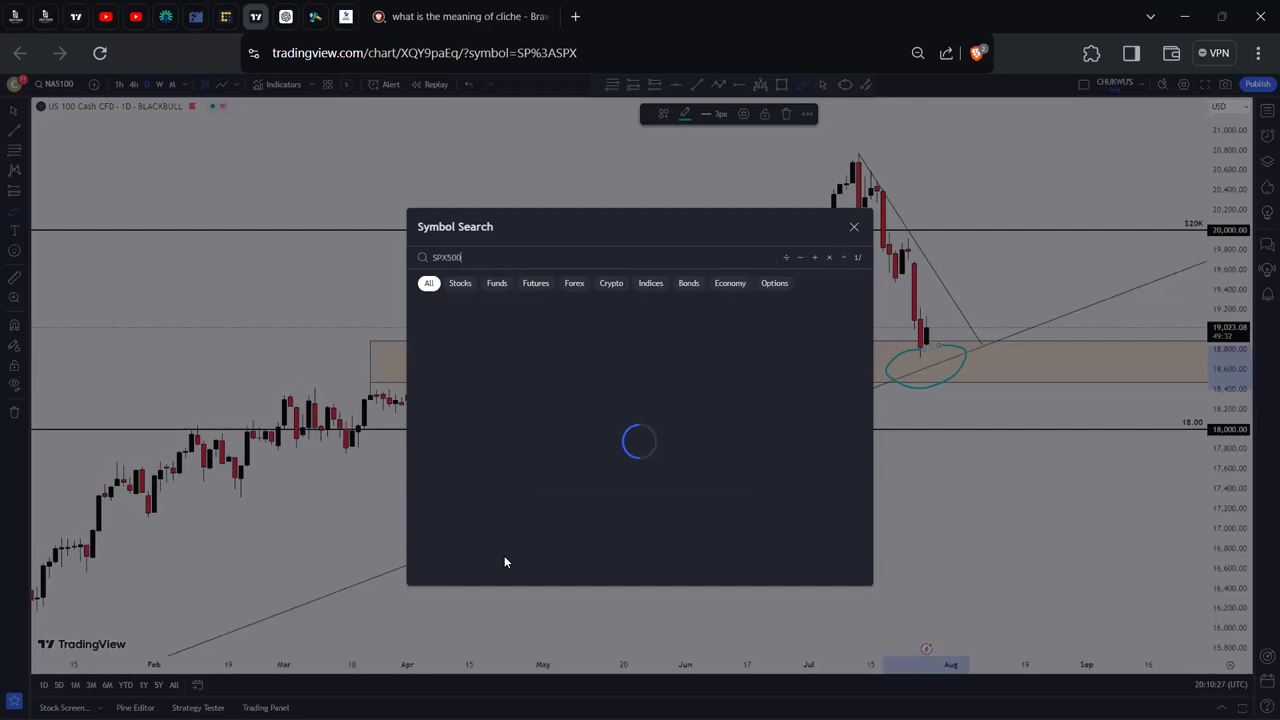 what is the meaning of cliche - Brav
tradingview.com/chart/XQY9paEq/?symbol=SP%3ASPX
2
VPN
NAS100
1h 4h D W M
Indicators
Alert
Replay
CHUKWU'S
Publish
US 100 Cash CFD · 1D · BLACKBULL
3px
USD
Symbol Search
SPX500
÷ − + × ^ 1/
All Stocks Funds Futures Forex Crypto Indices Bonds Economy Options
21,000.00
20,800.00
20,600.00
20,400.00
20,200.00
$20K 20,000.00
19,800.00
19,600.00
19,400.00
19,200.00
19,023.08
49:32
18,800.00
18,600.00
18,400.00
18,200.00
18.00 18,000.00
17,800.00
17,600.00
17,400.00
17,200.00
17,000.00
16,800.00
16,600.00
16,400.00
16,200.00
16,000.00
15,800.00
TradingView
15 Feb 19 Mar 18 Apr 15 May 20 Jun 17 Jul 15 Aug 19 Sep 16
1D 5D 1M 3M 6M YTD 1Y 5Y All
20:10:27 (UTC)
Stock Screen... Pine Editor Strategy Tester Trading Panel